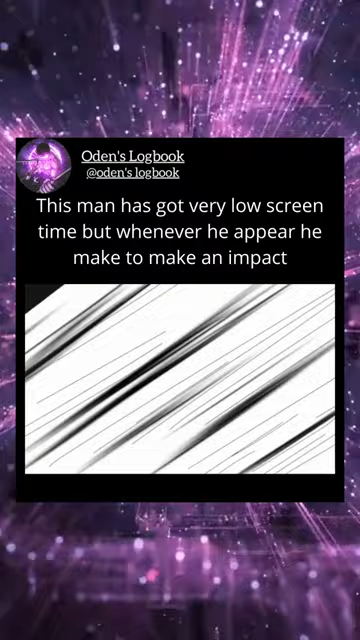 Oden's Logbook
@oden's logbook
This man has got very low screen
time but whenever he appear he
make to make an impact